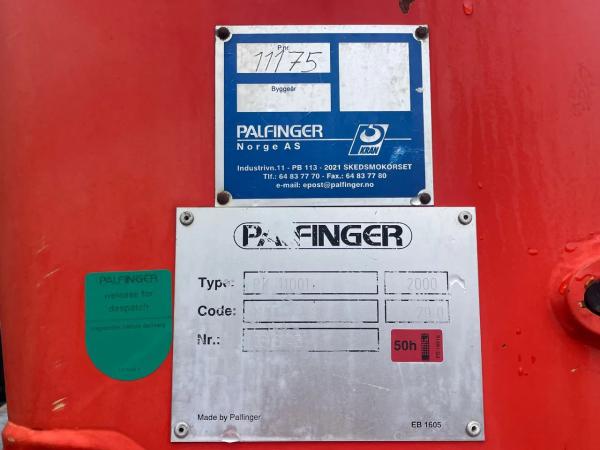 P.nr.
11175
Byggeår
PALFINGER
Norge AS
KRAN
Industrivn.11 - PB 113 - 2021 SKEDSMOKORSET
Tlf.: 64 83 77 70 - Fax.: 64 83 77 80
e-mail: epost@palfinger.no
PALFINGER
Type:
2000
Code:
Nr.:
50h
Made by Palfinger
EB 1605
PALFINGER
release for
despatch